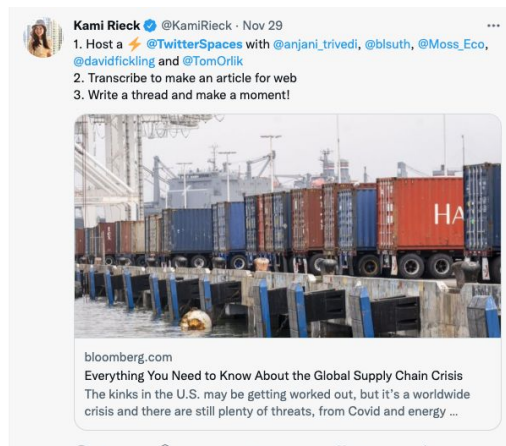 Kami Rieck @KamiRieck · Nov 29
1. Host a ⚡ @TwitterSpaces with @anjani_trivedi, @blsuth, @Moss_Eco,
@davidfickling and @TomOrlik
2. Transcribe to make an article for web
3. Write a thread and make a moment!
HA
bloomberg.com
Everything You Need to Know About the Global Supply Chain Crisis
The kinks in the U.S. may be getting worked out, but it's a worldwide
crisis and there are still plenty of threats, from Covid and energy ...